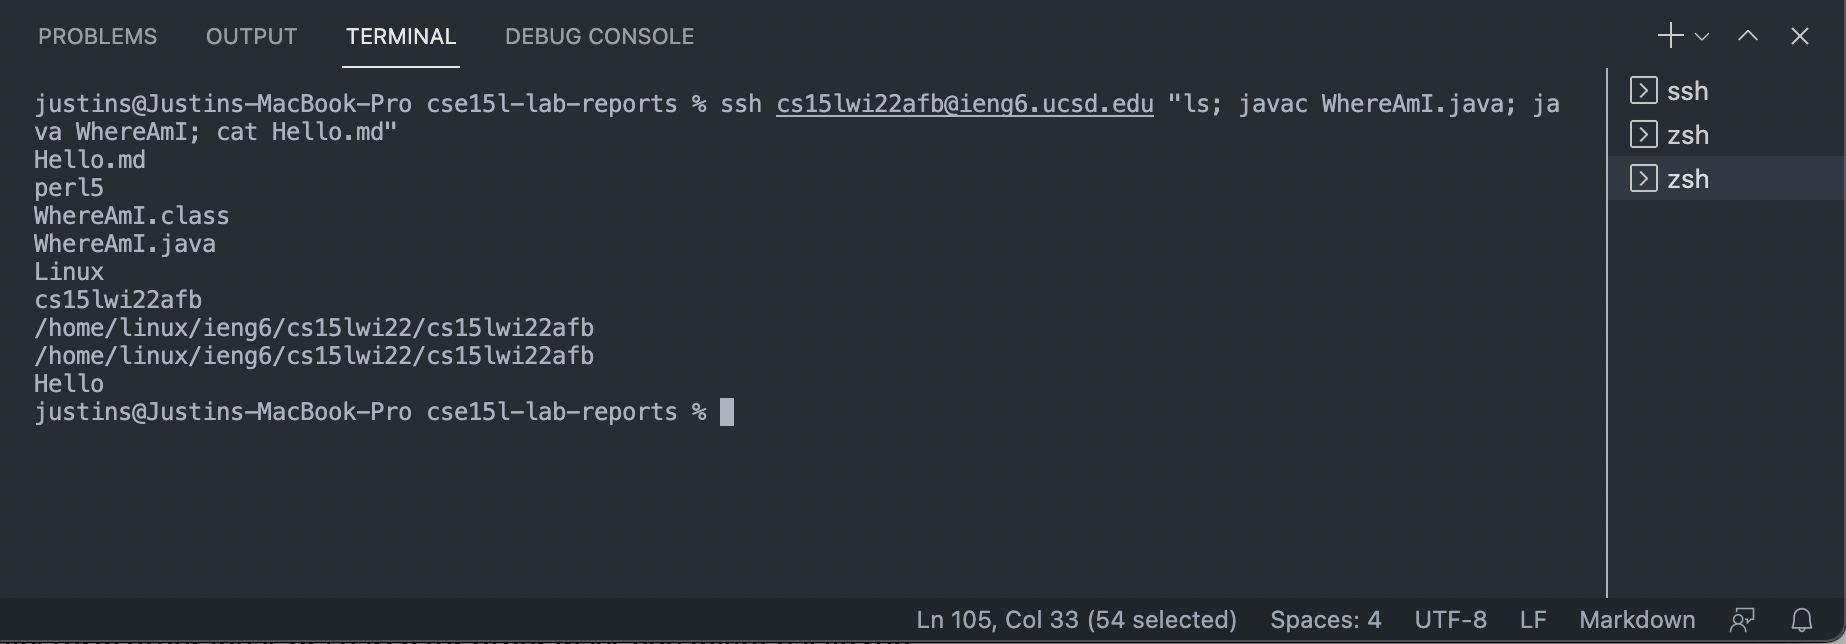 PROBLEMS OUTPUT TERMINAL DEBUG CONSOLE
justins@Justins-MacBook-Pro cse15l-lab-reports % ssh cs15lwi22afb@ieng6.ucsd.edu "ls; javac WhereAmI.java; ja
va WhereAmI; cat Hello.md"
Hello.md
perl5
WhereAmI.class
WhereAmI.java
Linux
cs15lwi22afb
/home/linux/ieng6/cs15lwi22/cs15lwi22afb
/home/linux/ieng6/cs15lwi22/cs15lwi22afb
Hello
justins@Justins-MacBook-Pro cse15l-lab-reports %
ssh
zsh
zsh
Ln 105, Col 33 (54 selected) Spaces: 4 UTF-8 LF Markdown